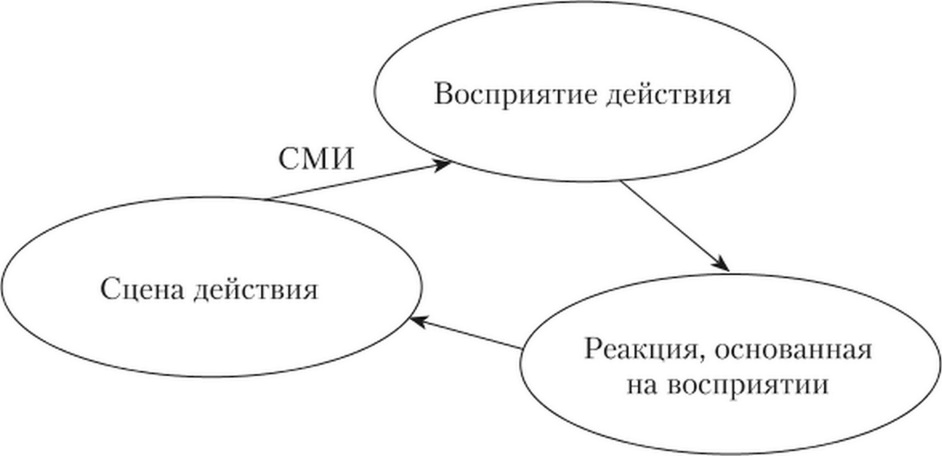 Восприятие действия
СМИ
Сцена действия
Реакция, основанная
на восприятии